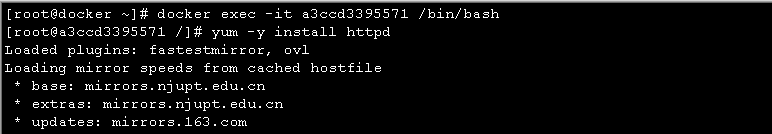 [root@docker ~]# docker exec -it a3ccd3395571 /bin/bash
[root@a3ccd3395571 /]# yum -y install httpd
Loaded plugins: fastestmirror, ovl
Loading mirror speeds from cached hostfile
 * base: mirrors.njupt.edu.cn
 * extras: mirrors.njupt.edu.cn
 * updates: mirrors.163.com